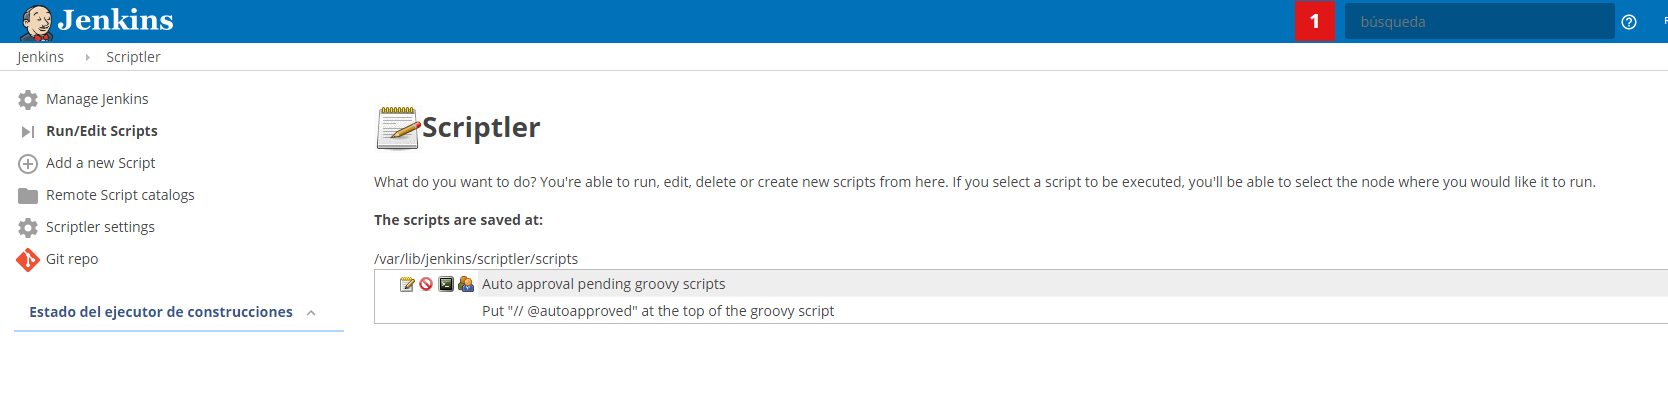 Jenkins
1
búsqueda
Jenkins
Scriptler
Manage Jenkins
Run/Edit Scripts
Add a new Script
Remote Script catalogs
Scriptler settings
Git repo
Estado del ejecutor de construcciones
Scriptler
What do you want to do? You're able to run, edit, delete or create new scripts from here. If you select a script to be executed, you'll be able to select the node where you would like it to run.
The scripts are saved at:
/var/lib/jenkins/scriptler/scripts
Auto approval pending groovy scripts
Put "// @autoapproved" at the top of the groovy script